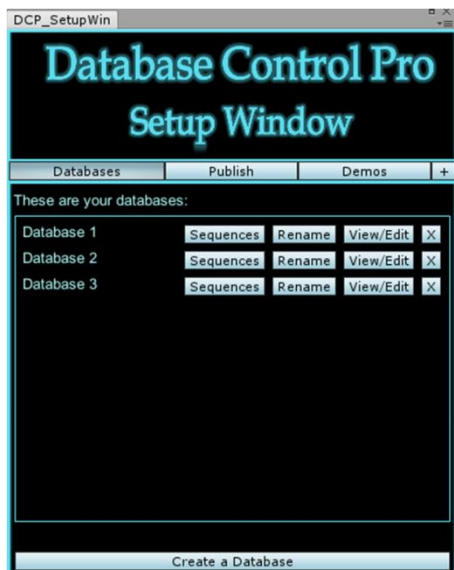 DCP_SetupWin
Database Control Pro
Setup Window
Databases Publish Demos +
These are your databases:
Database 1 Sequences Rename View/Edit X
Database 2 Sequences Rename View/Edit X
Database 3 Sequences Rename View/Edit X
Create a Database